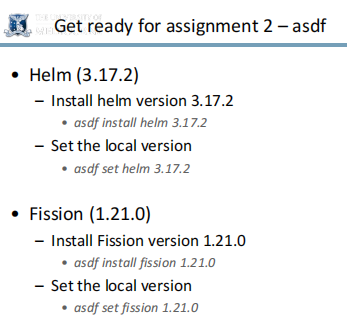 Get ready for assignment 2 – asdf
• Helm (3.17.2)
– Install helm version 3.17.2
• asdf install helm 3.17.2
– Set the local version
• asdf set helm 3.17.2
• Fission (1.21.0)
– Install Fission version 1.21.0
• asdf install fission 1.21.0
– Set the local version
• asdf set fission 1.21.0